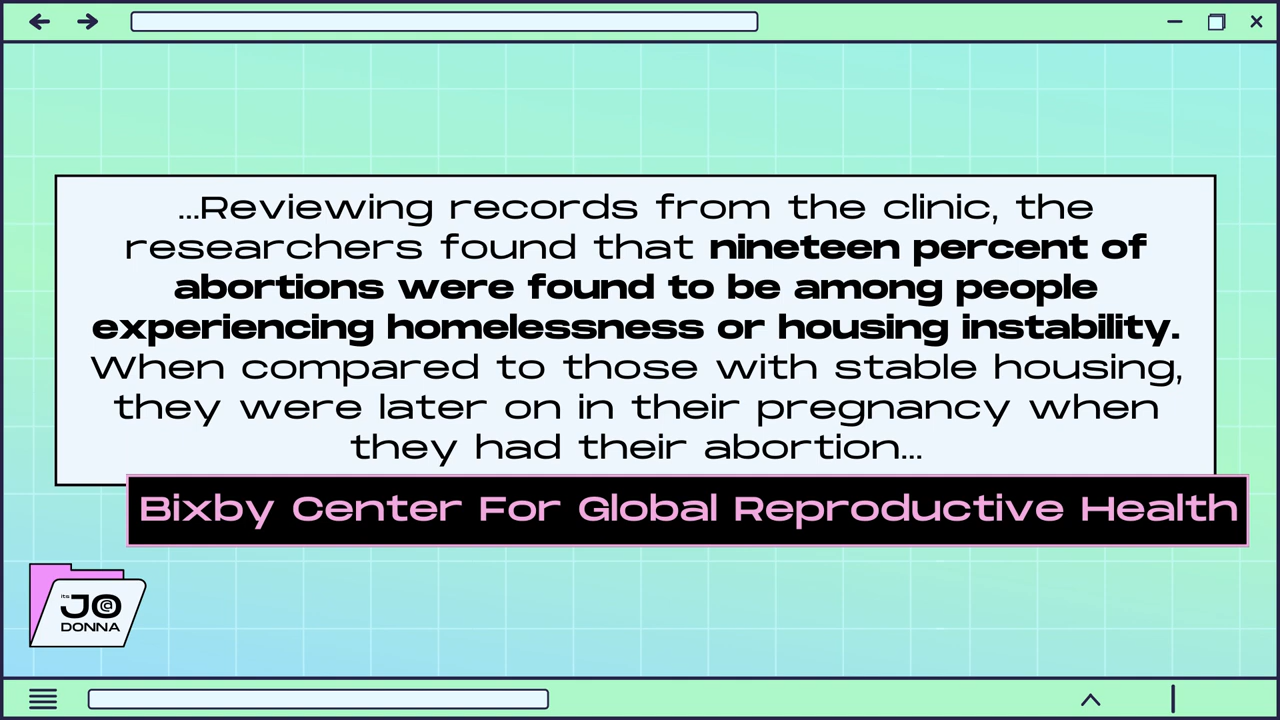 ...Reviewing records from the clinic, the
researchers found that nineteen percent of
abortions were found to be among people
experiencing homelessness or housing instability.
When compared to those with stable housing,
they were later on in their pregnancy when
they had their abortion...
Bixby Center For Global Reproductive Health
its
JO
DONNA